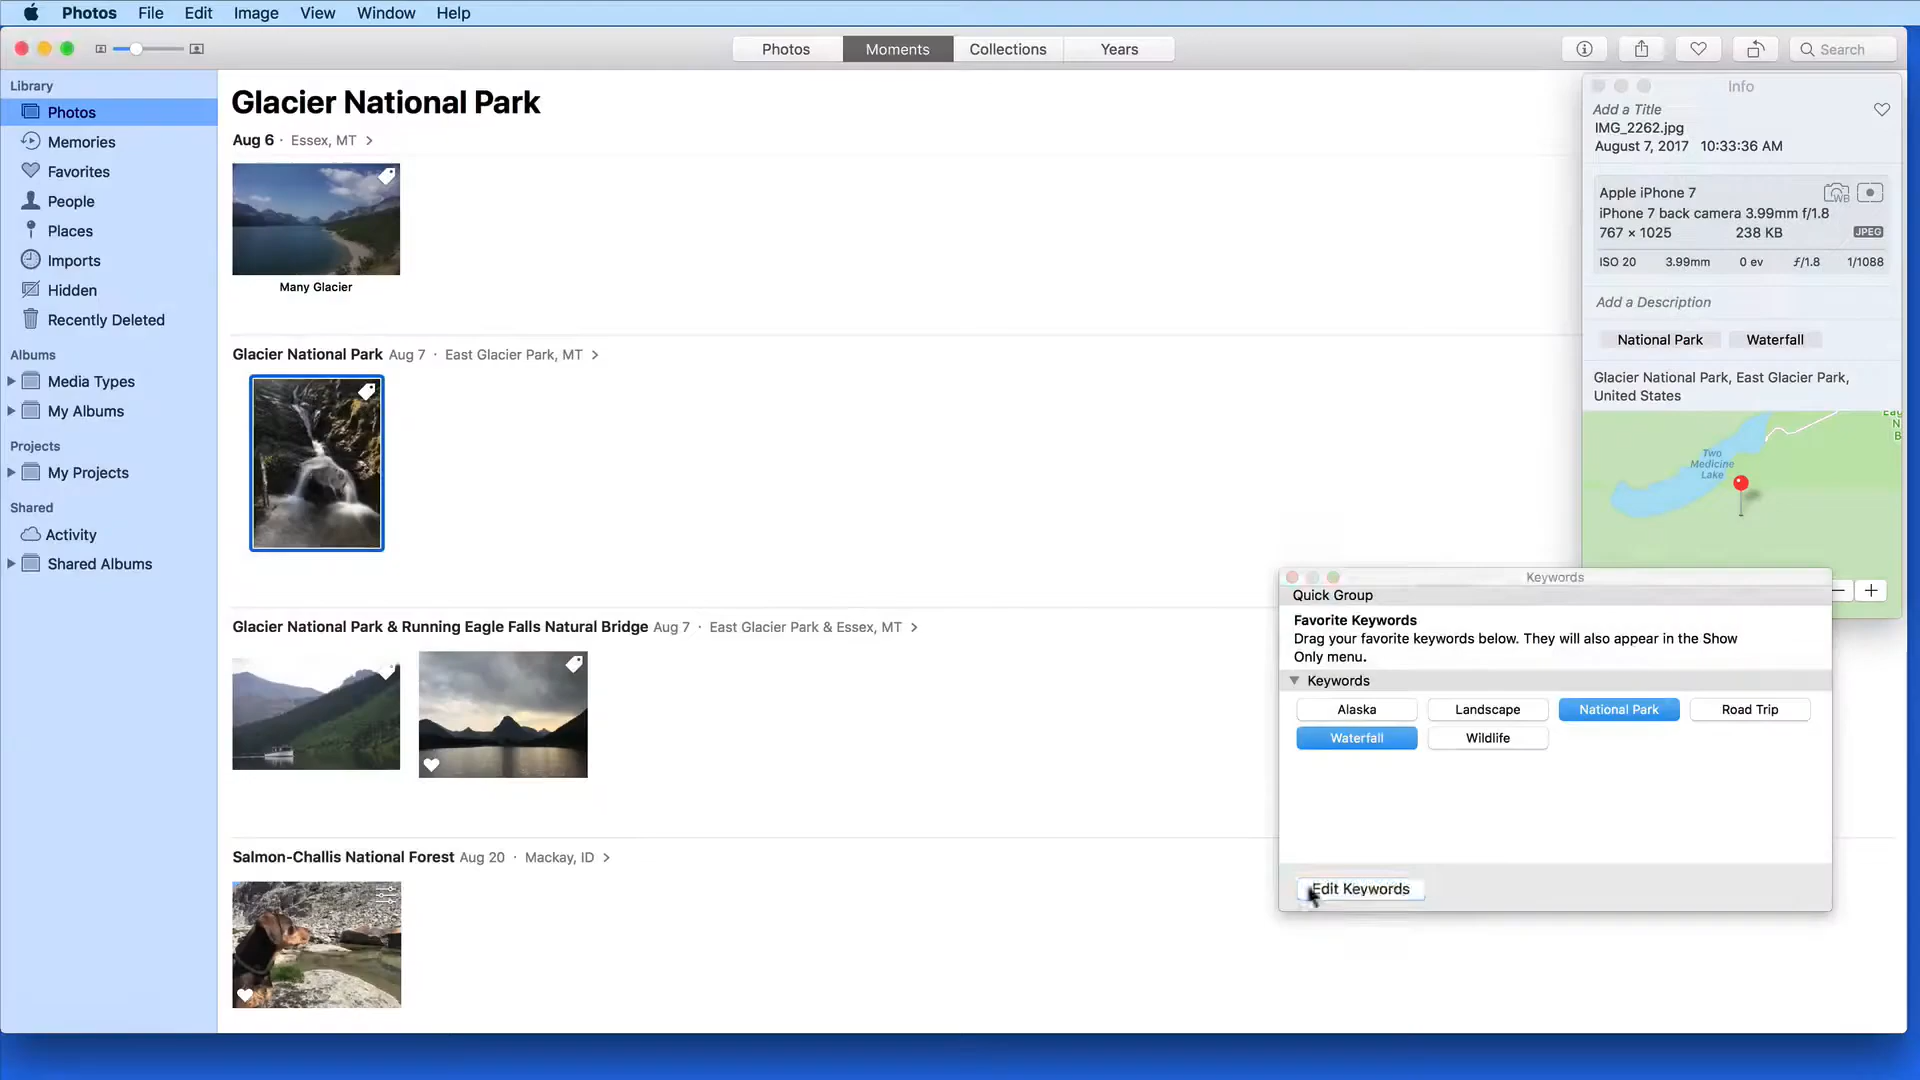 Photos File Edit Image View Window Help
Photos Moments Collections Years
Search
Library
Photos
Memories
Favorites
People
Places
Imports
Hidden
Recently Deleted
Albums
Media Types
My Albums
Projects
My Projects
Shared
Activity
Shared Albums
Glacier National Park
Aug 6 · Essex, MT
Many Glacier
Glacier National Park Aug 7 · East Glacier Park, MT
Glacier National Park & Running Eagle Falls Natural Bridge Aug 7 · East Glacier Park & Essex, MT
Salmon-Challis National Forest Aug 20 · Mackay, ID
Info
Add a Title
IMG_2262.jpg
August 7, 2017 10:33:36 AM
Apple iPhone 7
WB
iPhone 7 back camera 3.99mm f/1.8
767 × 1025 238 KB JPEG
ISO 20 3.99mm 0 ev ƒ/1.8 1/1088
Add a Description
National Park Waterfall
Glacier National Park, East Glacier Park,
United States
Two
Medicine
Lake
Eag
N
B
Keywords
Quick Group
Favorite Keywords
Drag your favorite keywords below. They will also appear in the Show
Only menu.
Keywords
Alaska Landscape National Park Road Trip
Waterfall Wildlife
Edit Keywords